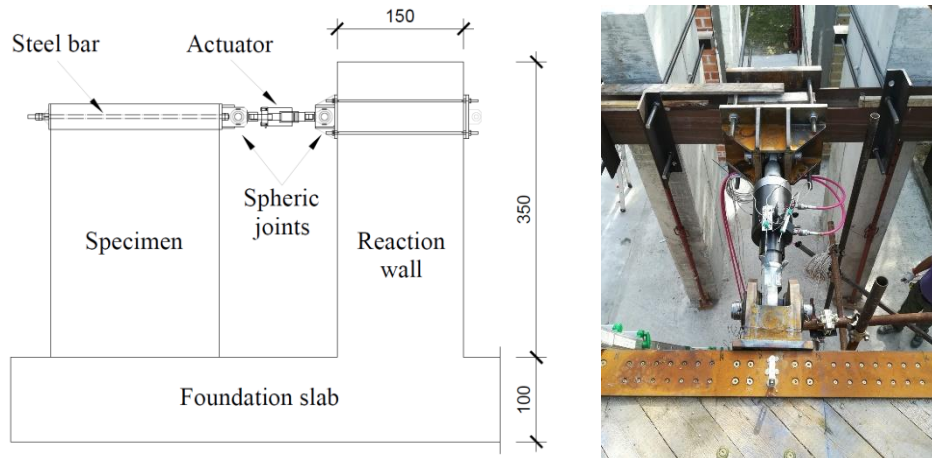 150
Steel bar
Actuator
Spheric
joints
Specimen
Reaction
wall
350
Foundation slab
100